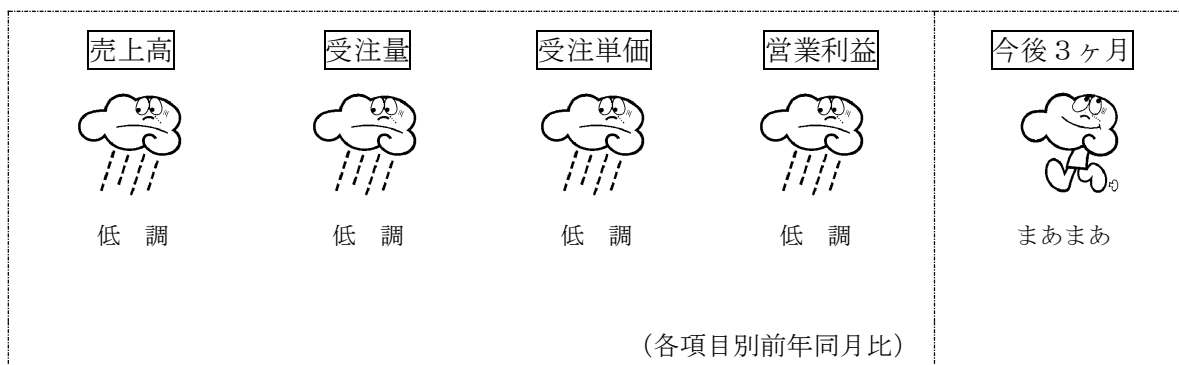 売上高 受注量 受注単価 営業利益 今後３ヶ月
低 調 低 調 低 調 低 調 まあまあ
（各項目別前年同月比）